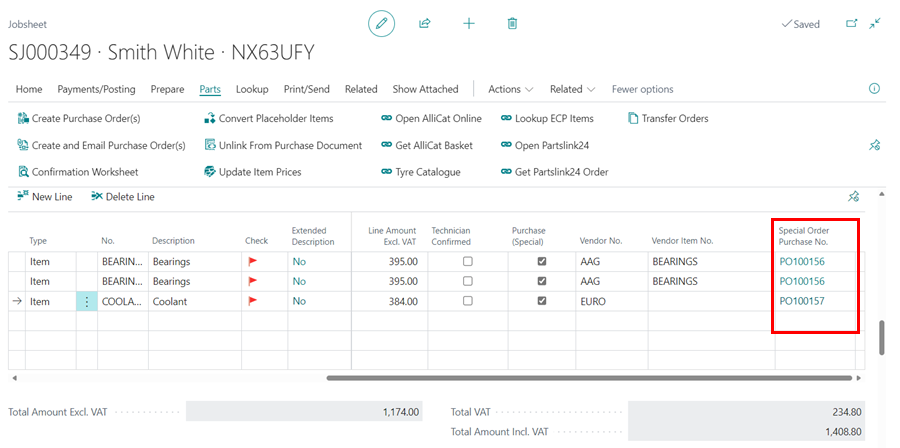 Jobsheet
Saved
SJ000349 · Smith White · NX63UFY
Home Payments/Posting Prepare Parts Lookup Print/Send Related Show Attached Actions Related Fewer options
Create Purchase Order(s) Convert Placeholder Items Open AlliCat Online Lookup ECP Items Transfer Orders
Create and Email Purchase Order(s) Unlink From Purchase Document Get AlliCat Basket Open Partslink24
Confirmation Worksheet Update Item Prices Tyre Catalogue Get Partslink24 Order
New Line Delete Line
Type No. Description Check Extended Description Line Amount Excl. VAT Technician Confirmed Purchase (Special) Vendor No. Vendor Item No. Special Order Purchase No.
Item BEARIN... Bearings No 395.00 AAG BEARINGS PO100156
Item BEARIN... Bearings No 395.00 AAG BEARINGS PO100156
Item COOLA... Coolant No 384.00 EURO PO100157
Total Amount Excl. VAT 1,174.00 Total VAT 234.80
Total Amount Incl. VAT 1,408.80